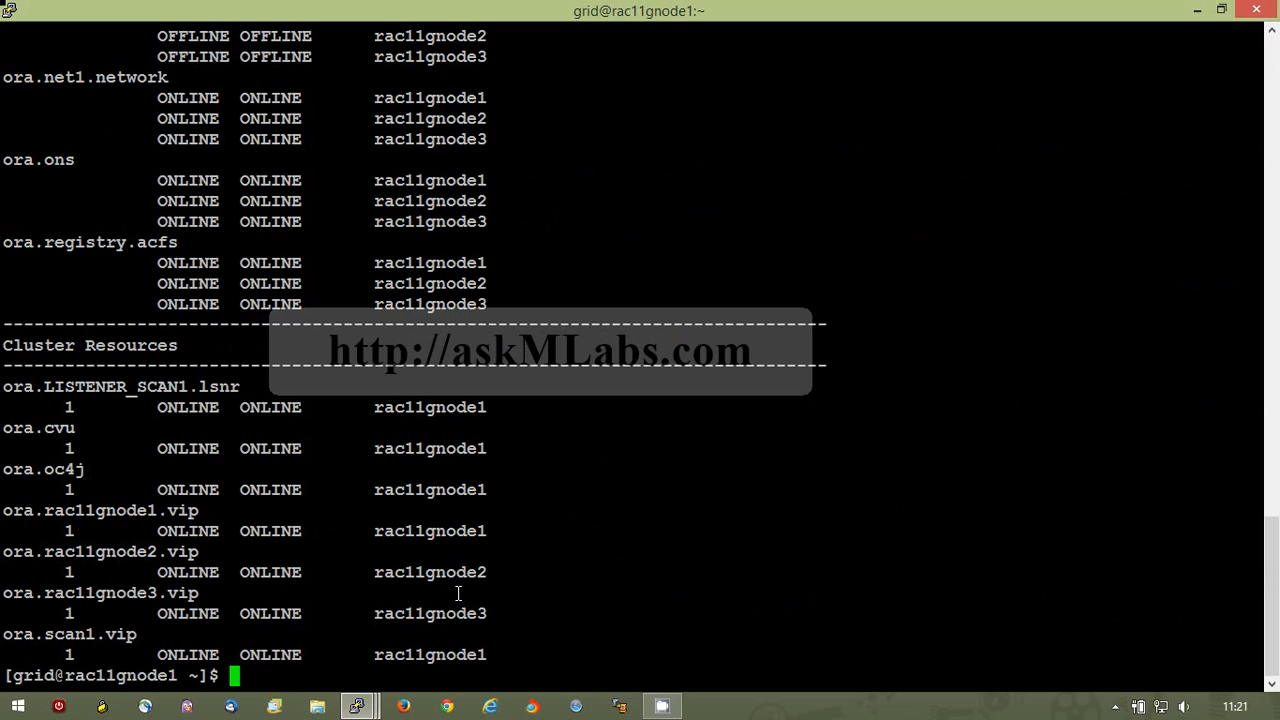 grid@rac11gnode1:~
OFFLINE OFFLINE rac11gnode2
OFFLINE OFFLINE rac11gnode3
ora.net1.network
ONLINE ONLINE rac11gnode1
ONLINE ONLINE rac11gnode2
ONLINE ONLINE rac11gnode3
ora.ons
ONLINE ONLINE rac11gnode1
ONLINE ONLINE rac11gnode2
ONLINE ONLINE rac11gnode3
ora.registry.acfs
ONLINE ONLINE rac11gnode1
ONLINE ONLINE rac11gnode2
ONLINE ONLINE rac11gnode3
--------------------------------------------------------------------------------
Cluster Resources
http://askMLabs.com
--------------------------------------------------------------------------------
ora.LISTENER_SCAN1.lsnr
1 ONLINE ONLINE rac11gnode1
ora.cvu
1 ONLINE ONLINE rac11gnode1
ora.oc4j
1 ONLINE ONLINE rac11gnode1
ora.rac11gnode1.vip
1 ONLINE ONLINE rac11gnode1
ora.rac11gnode2.vip
1 ONLINE ONLINE rac11gnode2
ora.rac11gnode3.vip
1 ONLINE ONLINE rac11gnode3
ora.scan1.vip
1 ONLINE ONLINE rac11gnode1
[grid@rac11gnode1 ~]$
11:21